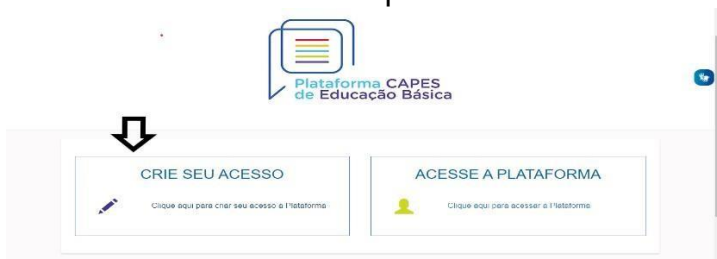 Plataforma CAPES
de Educação Básica
CRIE SEU ACESSO
Clique aqui para criar seu acesso a Plataforma
ACESSE A PLATAFORMA
Clique aqui para acessar a Plataforma